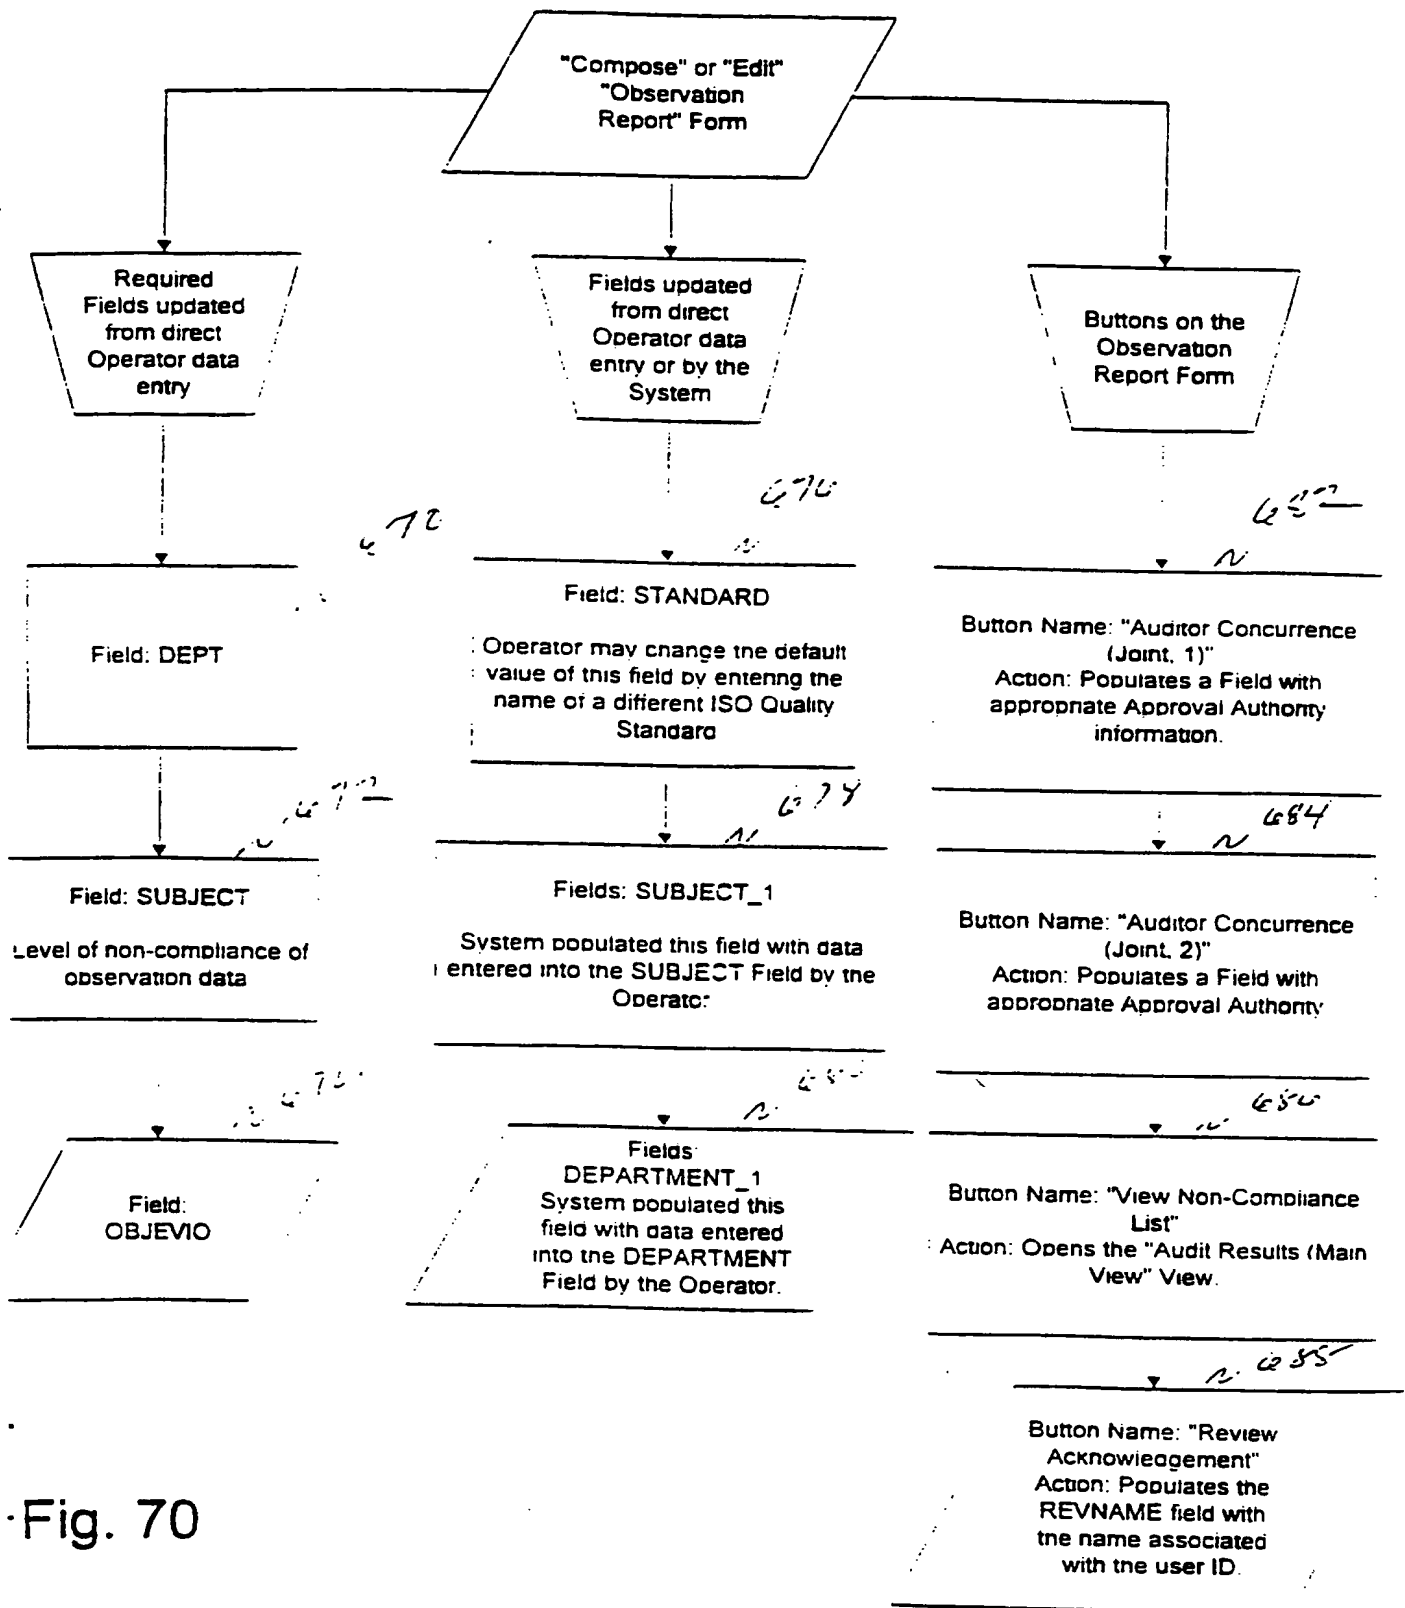 "Compose" or "Edit"
"Observation
Report" Form
Required
Fields updated
from direct
Operator data
entry
Fields updated
from direct
Operator data
entry or by the
System
Buttons on the
Observation
Report Form
670
Field: DEPT
672
Field: SUBJECT
Level of non-compliance of
observation data
Field:
OBJEVIO
Field: STANDARD
Operator may change the default
value of this field by entering the
name of a different ISO Quality
Standard
678
Fields: SUBJECT_1
System populated this field with data
entered into the SUBJECT Field by the
Operator
Fields
DEPARTMENT_1
System populated this
field with data entered
into the DEPARTMENT
Field by the Operator.
682
Button Name: "Auditor Concurrence
(Joint, 1)"
Action: Populates a Field with
appropriate Approval Authority
information.
684
Button Name: "Auditor Concurrence
(Joint, 2)"
Action: Populates a Field with
appropriate Approval Authority
Button Name: "View Non-Compliance
List"
Action: Opens the "Audit Results (Main
View" View.
685
Button Name: "Review
Acknowledgement"
Action: Populates the
REVNAME field with
the name associated
with the user ID.
Fig. 70